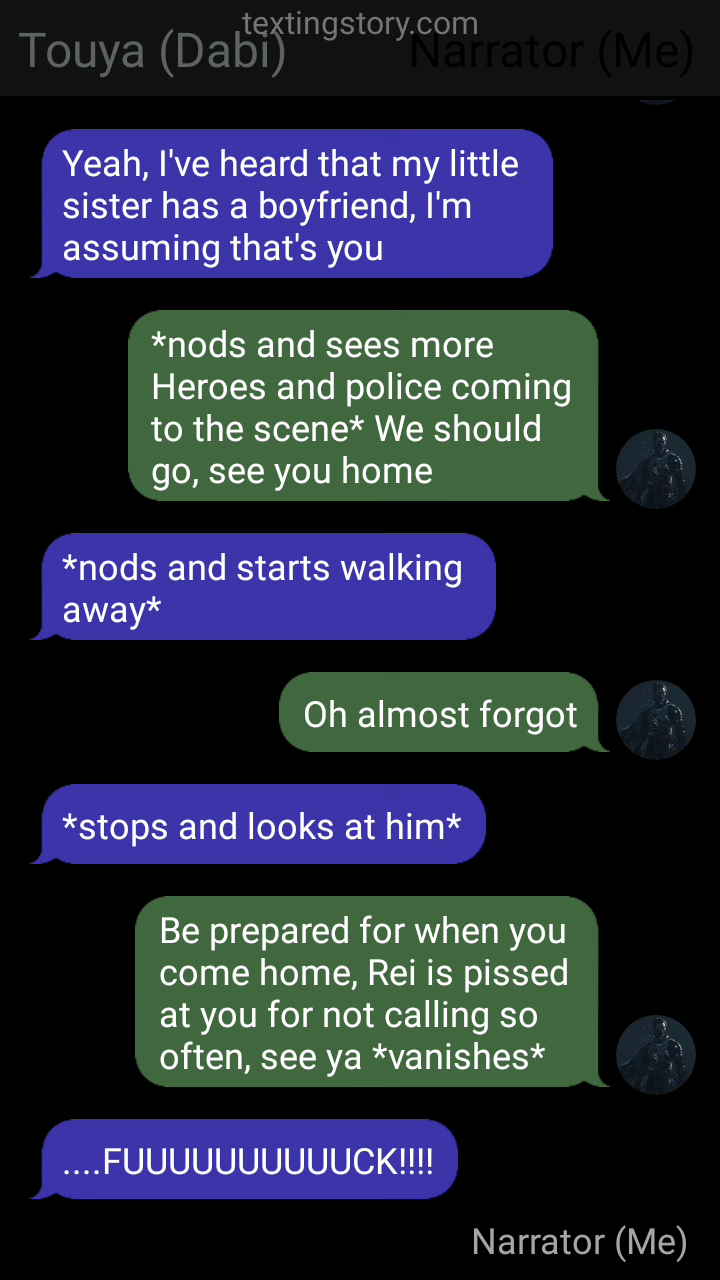 textingstory.com
Touya (Dabi)
Narrator (Me)
Yeah, I've heard that my little
sister has a boyfriend, I'm
assuming that's you
*nods and sees more
Heroes and police coming
to the scene* We should
go, see you home
*nods and starts walking
away*
Oh almost forgot
*stops and looks at him*
Be prepared for when you
come home, Rei is pissed
at you for not calling so
often, see ya *vanishes*
....FUUUUUUUUUUCK!!!!
Narrator (Me)